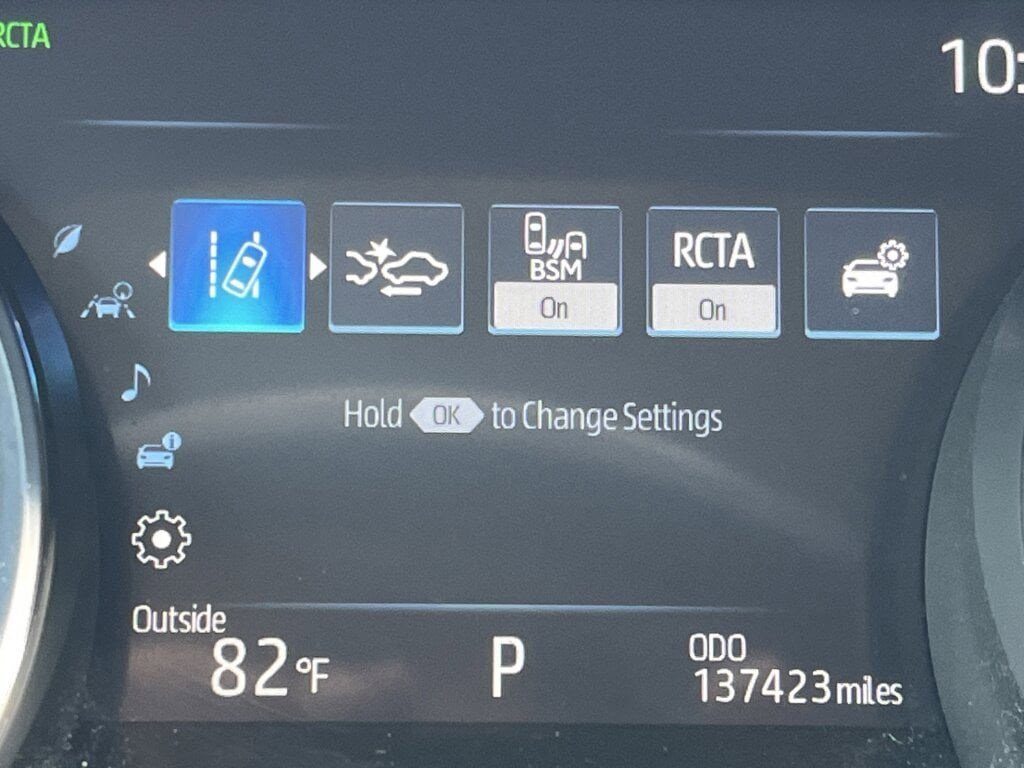 RCTA
10:
BSM
On
RCTA
On
Hold OK to Change Settings
Outside
82°F
P
ODO
137423 miles